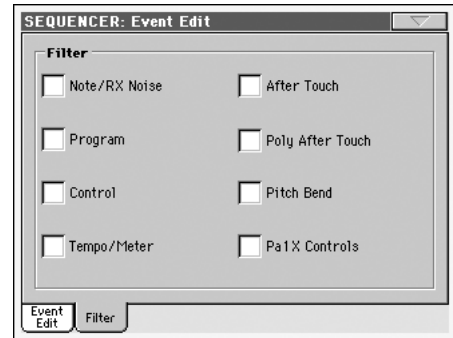 SEQUENCER: Event Edit
Filter
Note/RX Noise
After Touch
Program
Poly After Touch
Control
Pitch Bend
Tempo/Meter
Pa1X Controls
Event
Edit
Filter